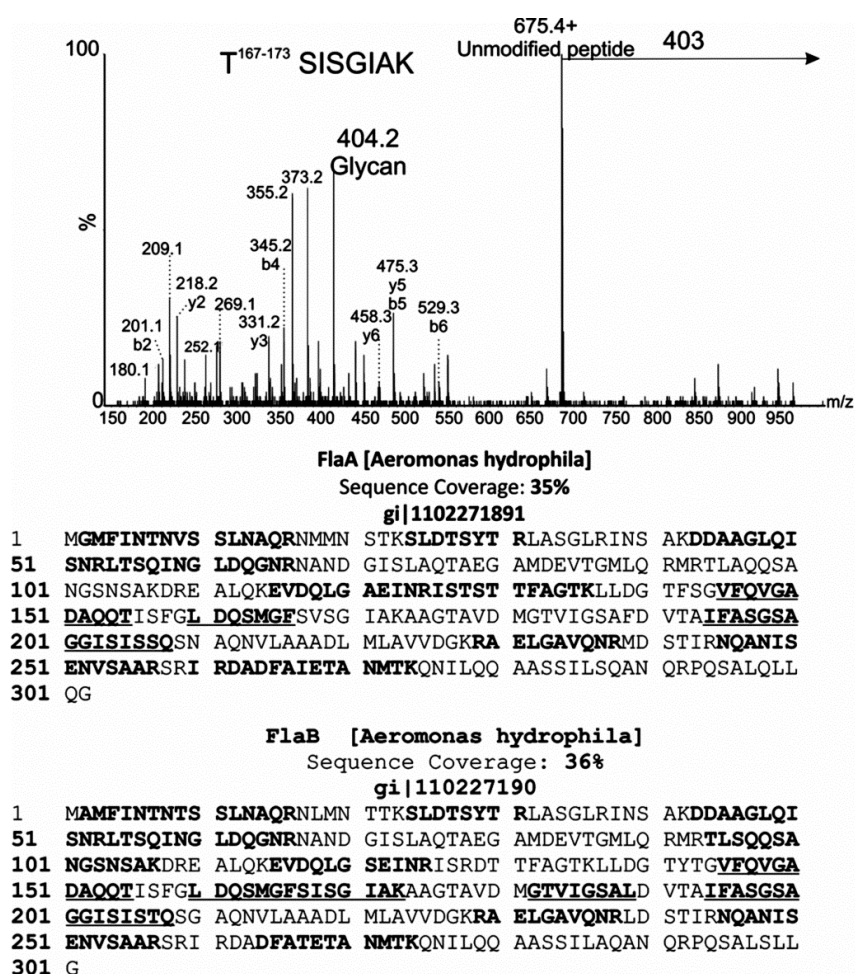 675.4+
Unmodified peptide
403
100
T167-173 SISGIAK
404.2
Glycan
355.2
373.2
%
209.1
345.2
b4
475.3
y5
b5
218.2
y2
269.1
529.3
b6
331.2
y3
458.3
y6
201.1
b2
252.1
180.1
0
150 200 250 300 350 400 450 500 550 600 650 700 750 800 850 900 950 m/z
FlaA [Aeromonas hydrophila]
Sequence Coverage: 35%
gi|1102271891
1 MGMFINTNVS SLNAQRNMMN STKSLDTSYT RLASGLRINS AKDDAAGLQI
51 SNRLTSQING LDQGNRNAND GISLAQTAEG AMDEVTGMLQ RMRTLAQQSA
101 NGSNSAKDRE ALQKEVDQLG AEINRISTST TFAGTKLLDG TFSGVFQVGA
151 DAQQTISFGL DQSMGFSVSG IAKAAGTAVD MGTVIGSAFD VTAIFASGSA
201 GGISISSQSN AQNVLAAADL MLAVVDGKRA ELGAVQNRMD STIRNQANIS
251 ENVSAARSRI RDADFAIETA NMTKQNILQQ AASSILSQAN QRPQSALQLL
301 QG
FlaB [Aeromonas hydrophila]
Sequence Coverage: 36%
gi|110227190
1 MAMFINTNTS SLNAQRNLMN TTKSLDTSYT RLASGLRINS AKDDAAGLQI
51 SNRLTSQING LDQGNRNAND GISLAQTAEG AMDEVTGMLQ RMRTLSQQSA
101 NGSNSAKDRE ALQKEVDQLG SEINRISRDT TFAGTKLLDG TYTGVFQVGA
151 DAQQTISFGL DQSMGFSISG IAKAAGTAVD MGTVIGSALD VTAIFASGSA
201 GGISISTQSG AQNVLAAADL MLAVVDGKRA ELGAVQNRLD STIRNQANIS
251 ENVSAARSRI RDADFATETA NMTKQNILQQ AASSILAQAN QRPQSALSLL
301 G